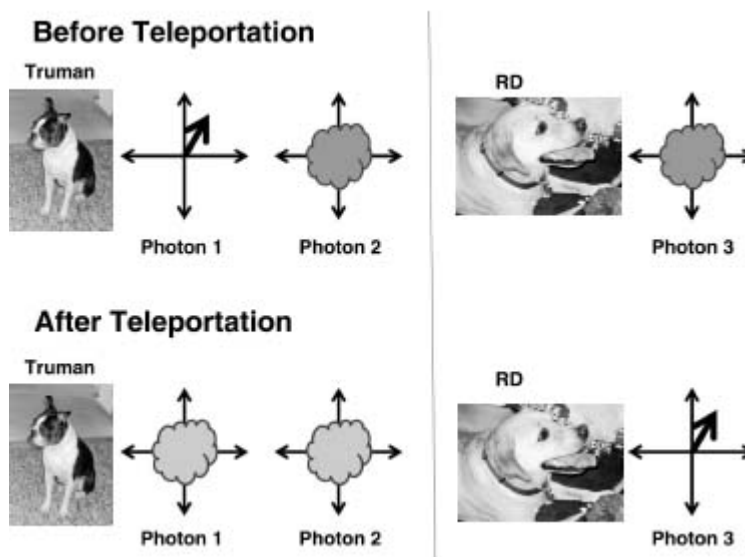 Before Teleportation
Truman
RD
Photon 1
Photon 2
Photon 3
After Teleportation
Truman
RD
Photon 1
Photon 2
Photon 3